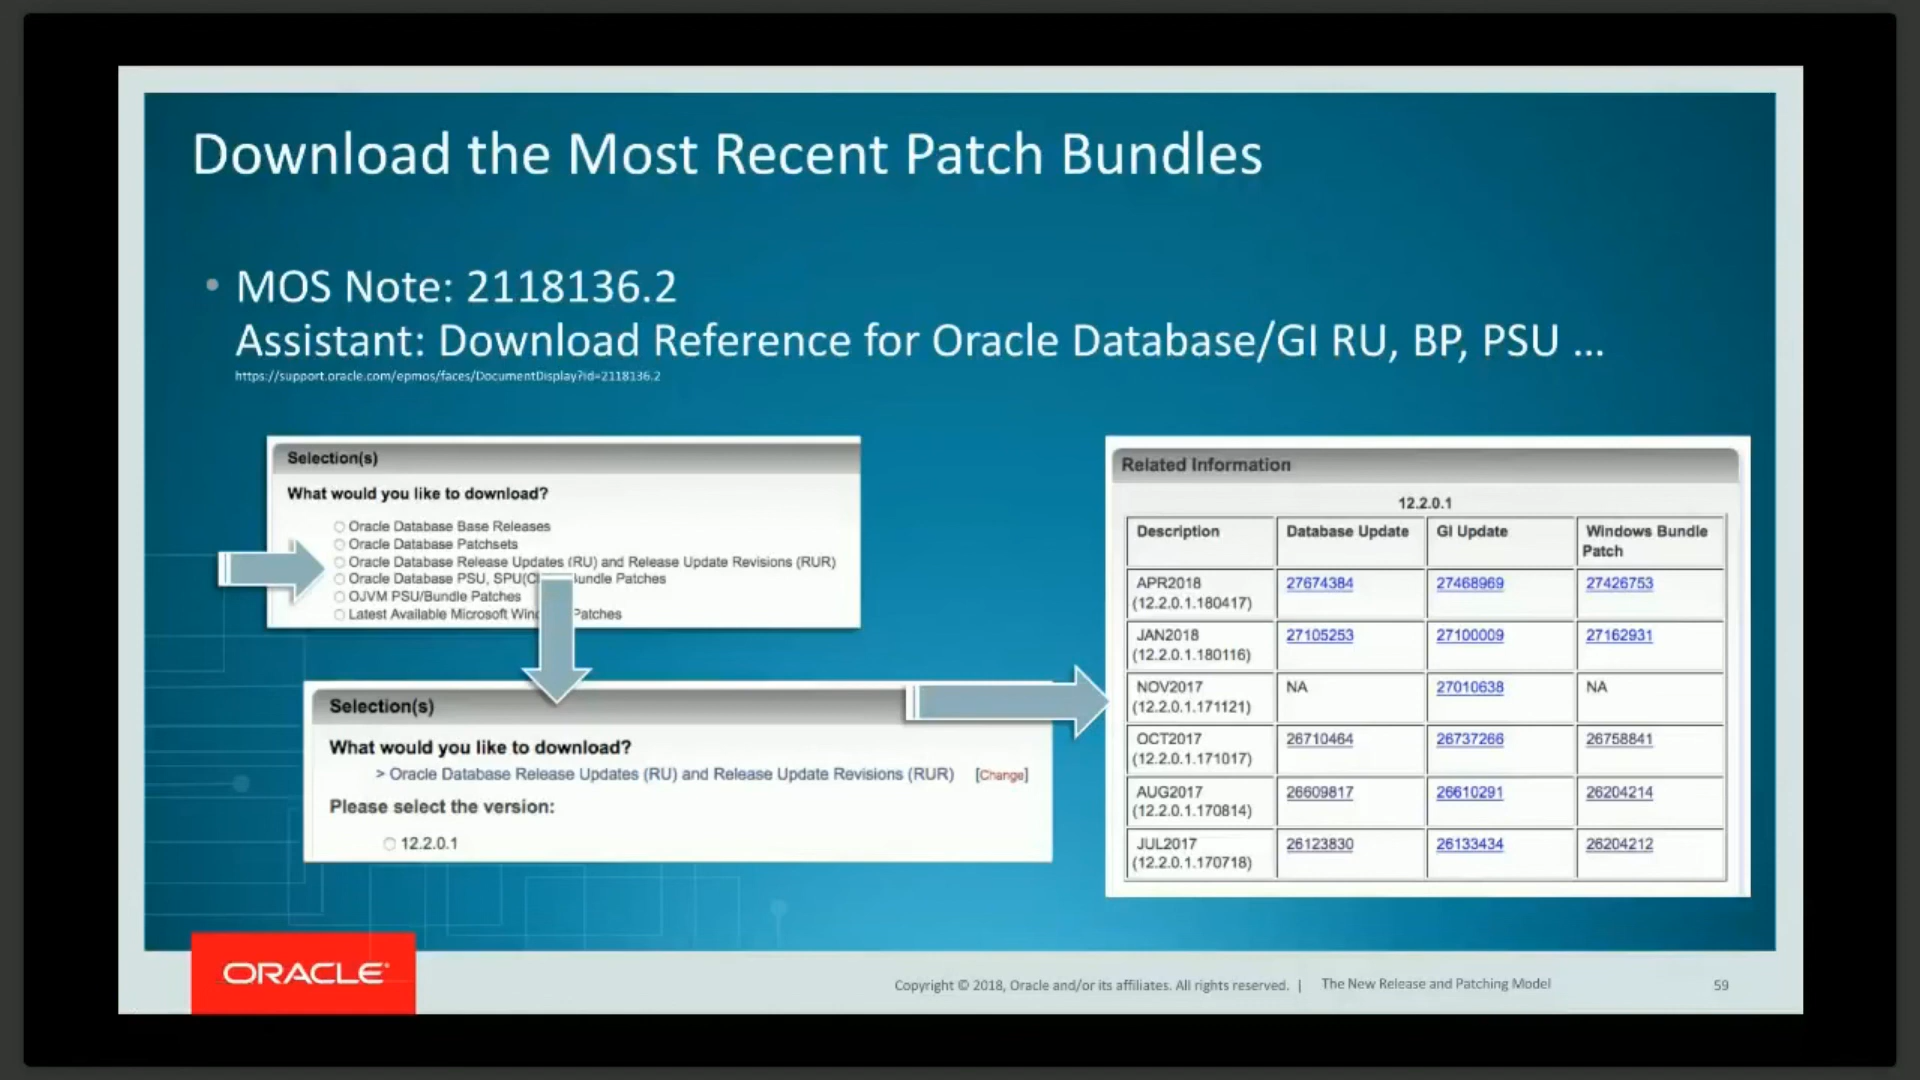 Download the Most Recent Patch Bundles
• MOS Note: 2118136.2
Assistant: Download Reference for Oracle Database/GI RU, BP, PSU ...
https://support.oracle.com/epmos/faces/DocumentDisplay?id=2118136.2
Selection(s)
What would you like to download?
Oracle Database Base Releases
Oracle Database Patchsets
Oracle Database Release Updates (RU) and Release Update Revisions (RUR)
Oracle Database PSU, Patches
OJVM PSU/Bundle Patches
Latest Available Microsoft Patches
Selection(s)
What would you like to download?
> Oracle Database Release Updates (RU) and Release Update Revisions (RUR) [Change]
Please select the version:
12.2.0.1
Related Information
12.2.0.1
Description Database Update GI Update Windows Bundle
Patch
APR2018 27674384 27468969 27426753
(12.2.0.1.180417)
JAN2018 27105253 27100009 27162931
(12.2.0.1.180116)
NOV2017 NA 27010638 NA
(12.2.0.1.171121)
OCT2017 26710464 26737266 26758841
(12.2.0.1.171017)
AUG2017 26609817 26610291 26204214
(12.2.0.1.170814)
JUL2017 26123830 26133434 26204212
(12.2.0.1.170718)
ORACLE®
Copyright © 2018, Oracle and/or its affiliates. All rights reserved. | The New Release and Patching Model 59